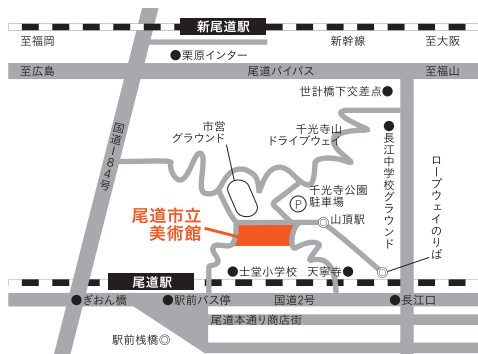 新尾道駅
至福岡
新幹線
至大阪
栗原インター
至広島
尾道バイパス
至福山
世計橋下交差点
国道184号
市営
グラウンド
千光寺山
ドライブウェイ
長江中学校グラウンド
ロープウェイのりば
千光寺公園
駐車場
P
山頂駅
尾道市立
美術館
土堂小学校
天寧寺
尾道駅
ぎおん橋
駅前バス停
国道2号
長江口
尾道本通り商店街
駅前桟橋